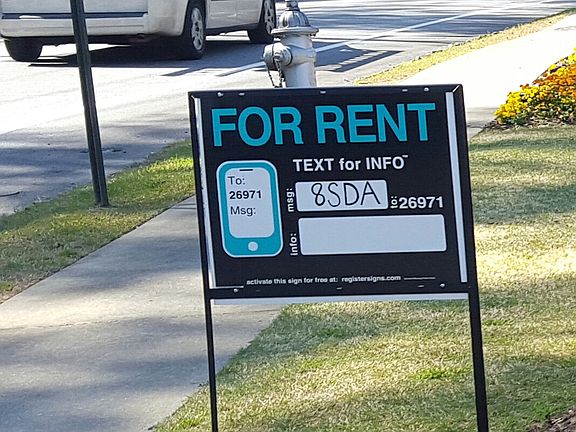 FOR RENT
TEXT for INFO™
To:
26971
Msg:
msg: 8SDA to: 26971
Info:
activate this sign for free at: registersigns.com